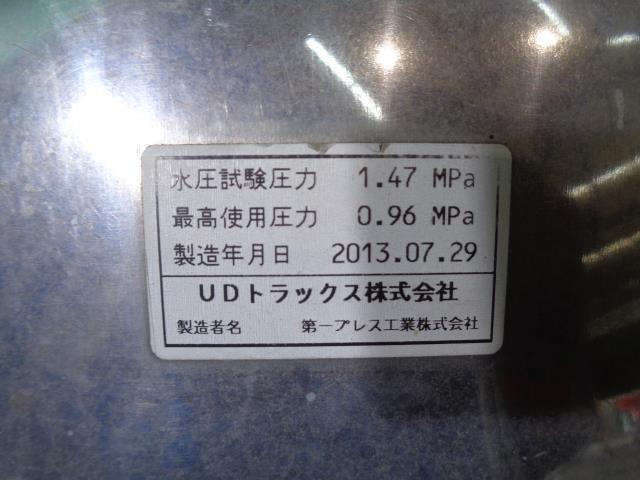 水圧試験圧力 1.47 MPa
最高使用圧力 0.96 MPa
製造年月日 2013.07.29
UDトラックス株式会社
製造者名 第一プレス工業株式会社